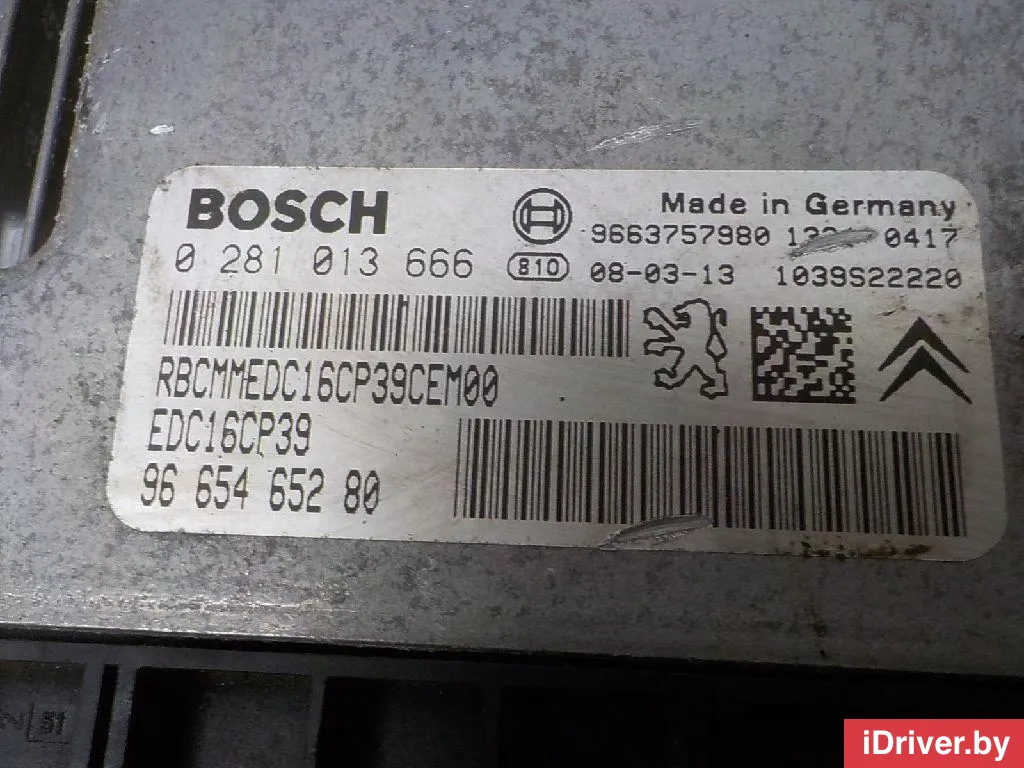 BOSCH
Made in Germany
9663757980 0417
0 281 013 666 810 08-03-13 1039S22220
RBCMMEDC16CP39CEM00
EDC16CP39
96 654 652 80
51
iDriver.by